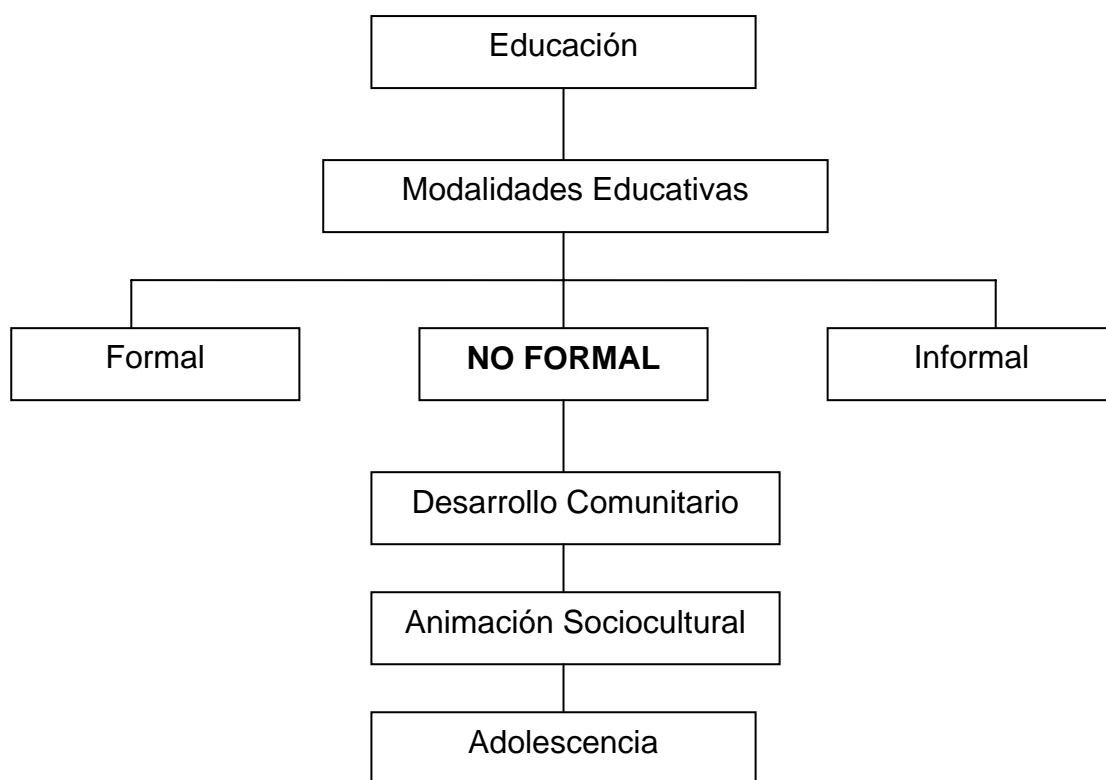 Educación
Modalidades Educativas
Formal
NO FORMAL
Informal
Desarrollo Comunitario
Animación Sociocultural
Adolescencia